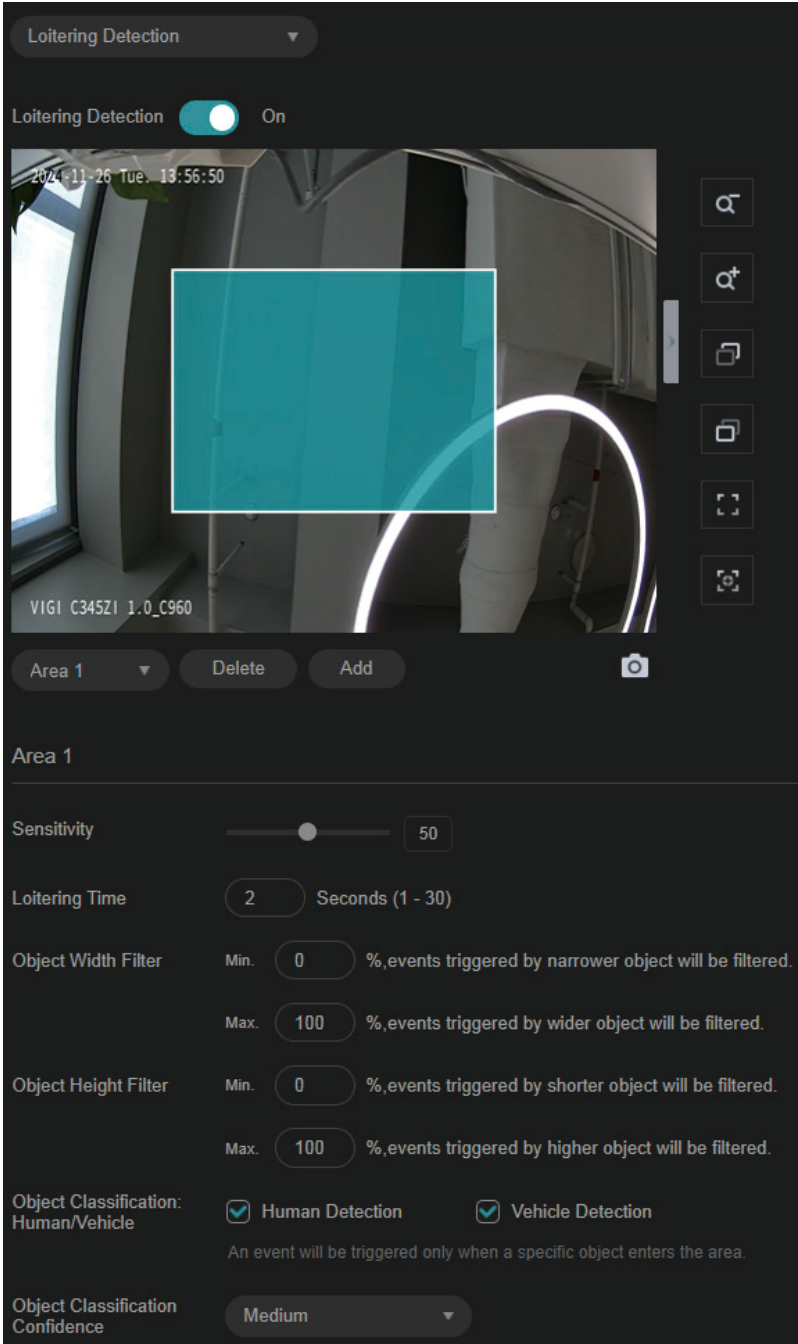 Loitering Detection
Loitering Detection On
2024-11-26 Tue. 13:56:50
VIGI C345ZI 1.0_C960
Area 1 Delete Add
Area 1
Sensitivity 50
Loitering Time 2 Seconds (1 - 30)
Object Width Filter Min. 0 %,events triggered by narrower object will be filtered.
Max. 100 %,events triggered by wider object will be filtered.
Object Height Filter Min. 0 %,events triggered by shorter object will be filtered.
Max. 100 %,events triggered by higher object will be filtered.
Object Classification:
Human/Vehicle
Human Detection Vehicle Detection
An event will be triggered only when a specific object enters the area.
Object Classification
Confidence
Medium